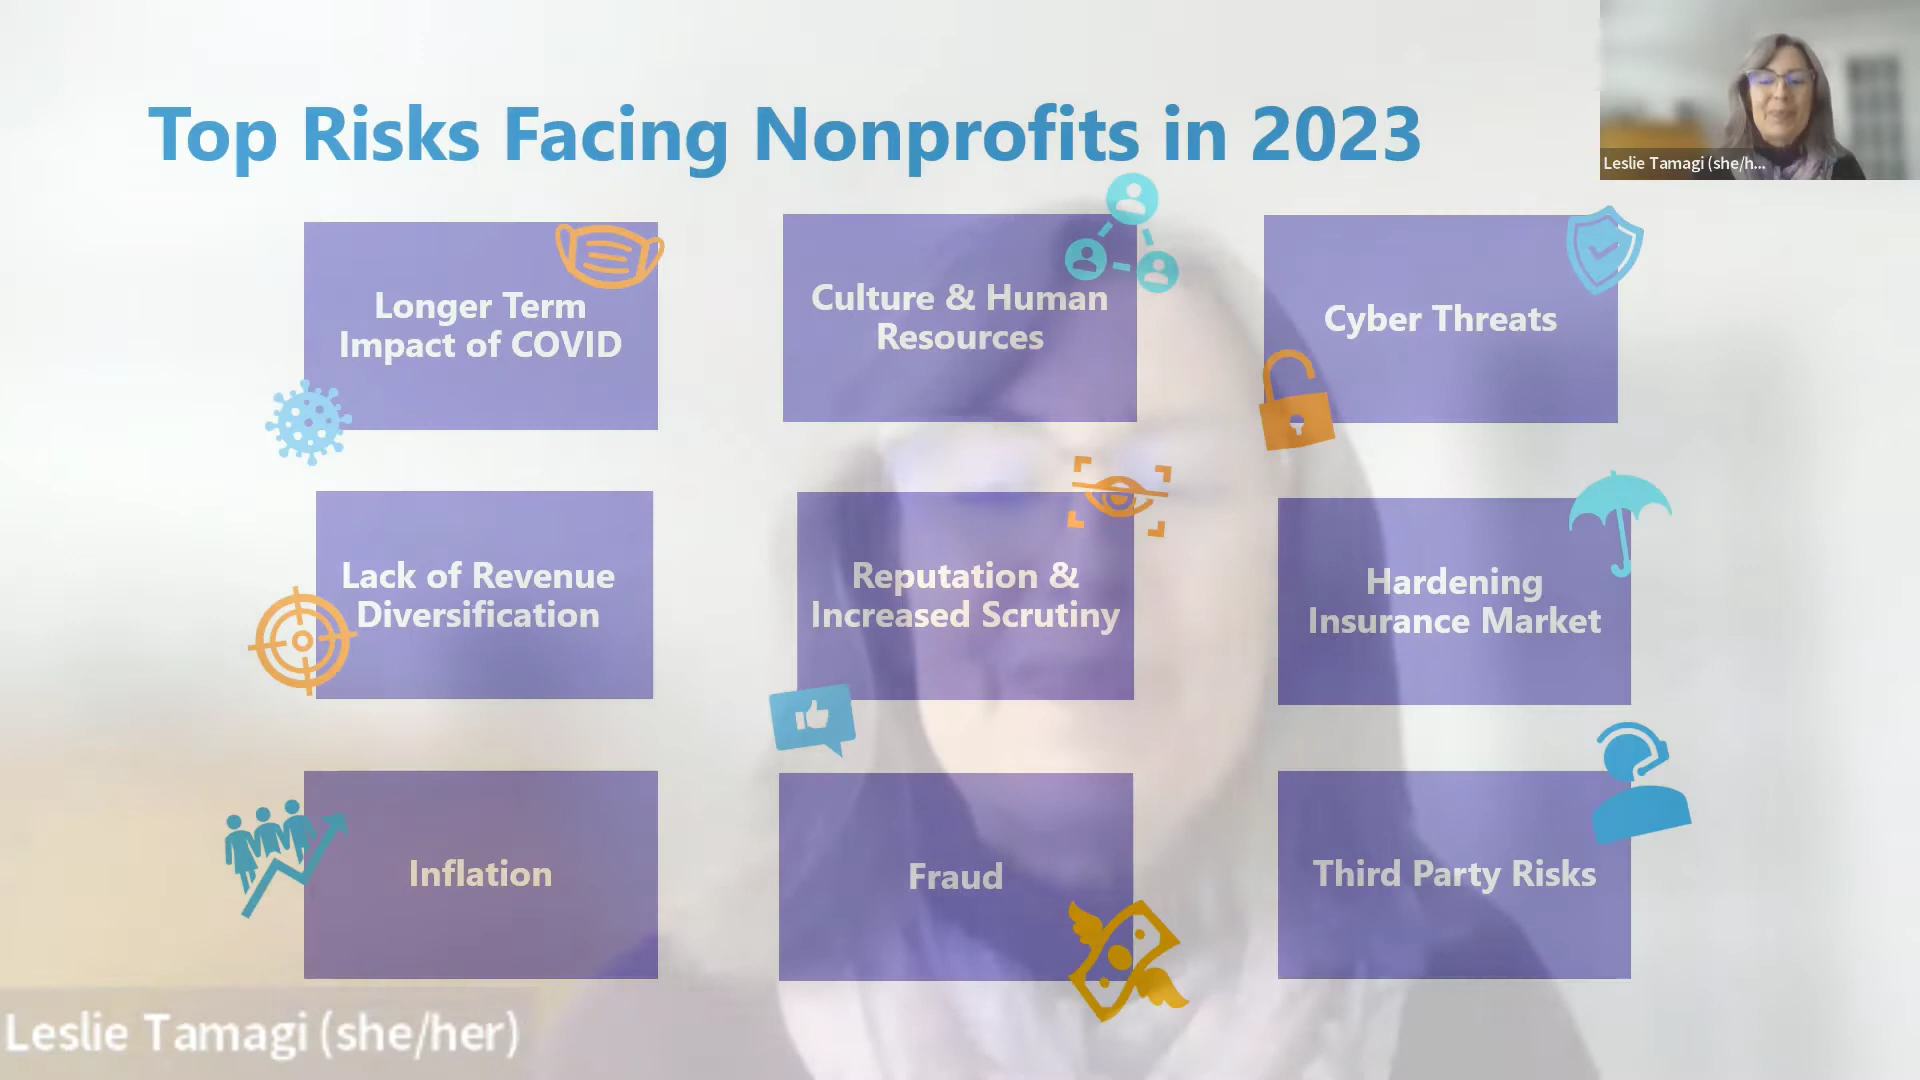 Top Risks Facing Nonprofits in 2023
Leslie Tamagi (she/h...
Longer Term
Impact of COVID
Culture & Human
Resources
Cyber Threats
Lack of Revenue
Diversification
Reputation &
Increased Scrutiny
Hardening
Insurance Market
Inflation
Fraud
Third Party Risks
Leslie Tamagi (she/her)